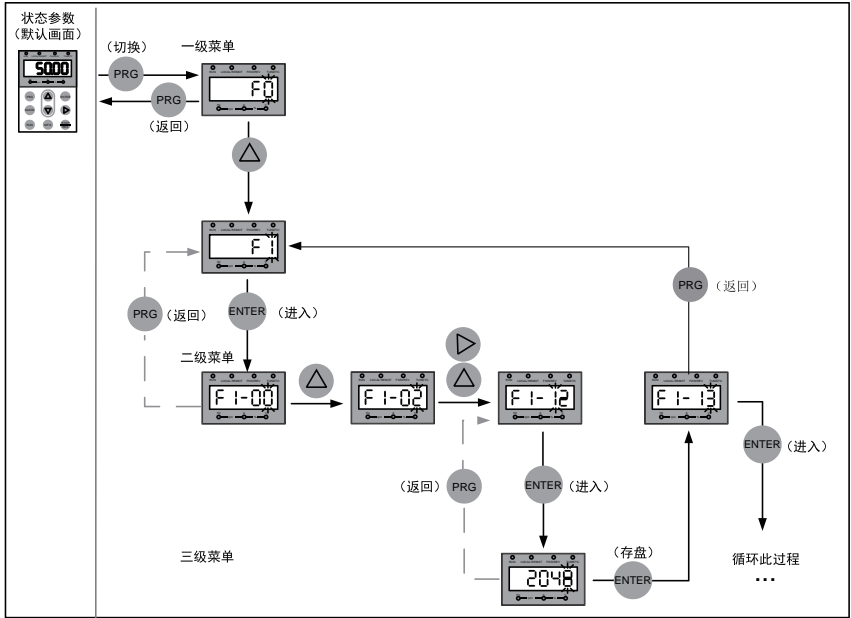 状态参数
(默认画面)
50.00
(切换)
PRG
PRG
(返回)
一级菜单
F0
F1
PRG
(返回)
ENTER
(进入)
PRG
(返回)
二级菜单
F1-00
F1-02
F1-12
F1-13
(返回)
PRG
ENTER
(进入)
ENTER
(进入)
三级菜单
2048
(存盘)
ENTER
循环此过程
...